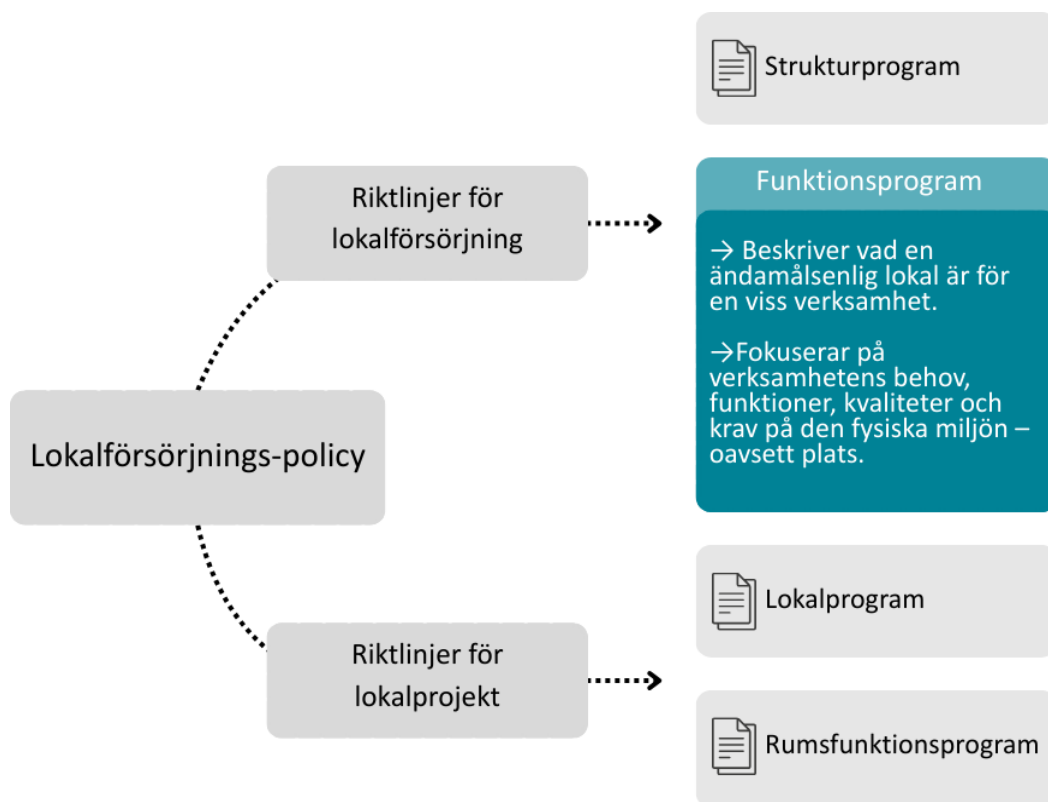 Strukturprogram
Riktlinjer för
lokalförsörjning
Funktionsprogram
→ Beskriver vad en
ändamålsenlig lokal är för
en viss verksamhet.
→Fokuserar på
verksamhetens behov,
funktioner, kvaliteter och
krav på den fysiska miljön –
oavsett plats.
Lokalförsörjnings-policy
Riktlinjer för
lokalprojekt
Lokalprogram
Rumsfunktionsprogram